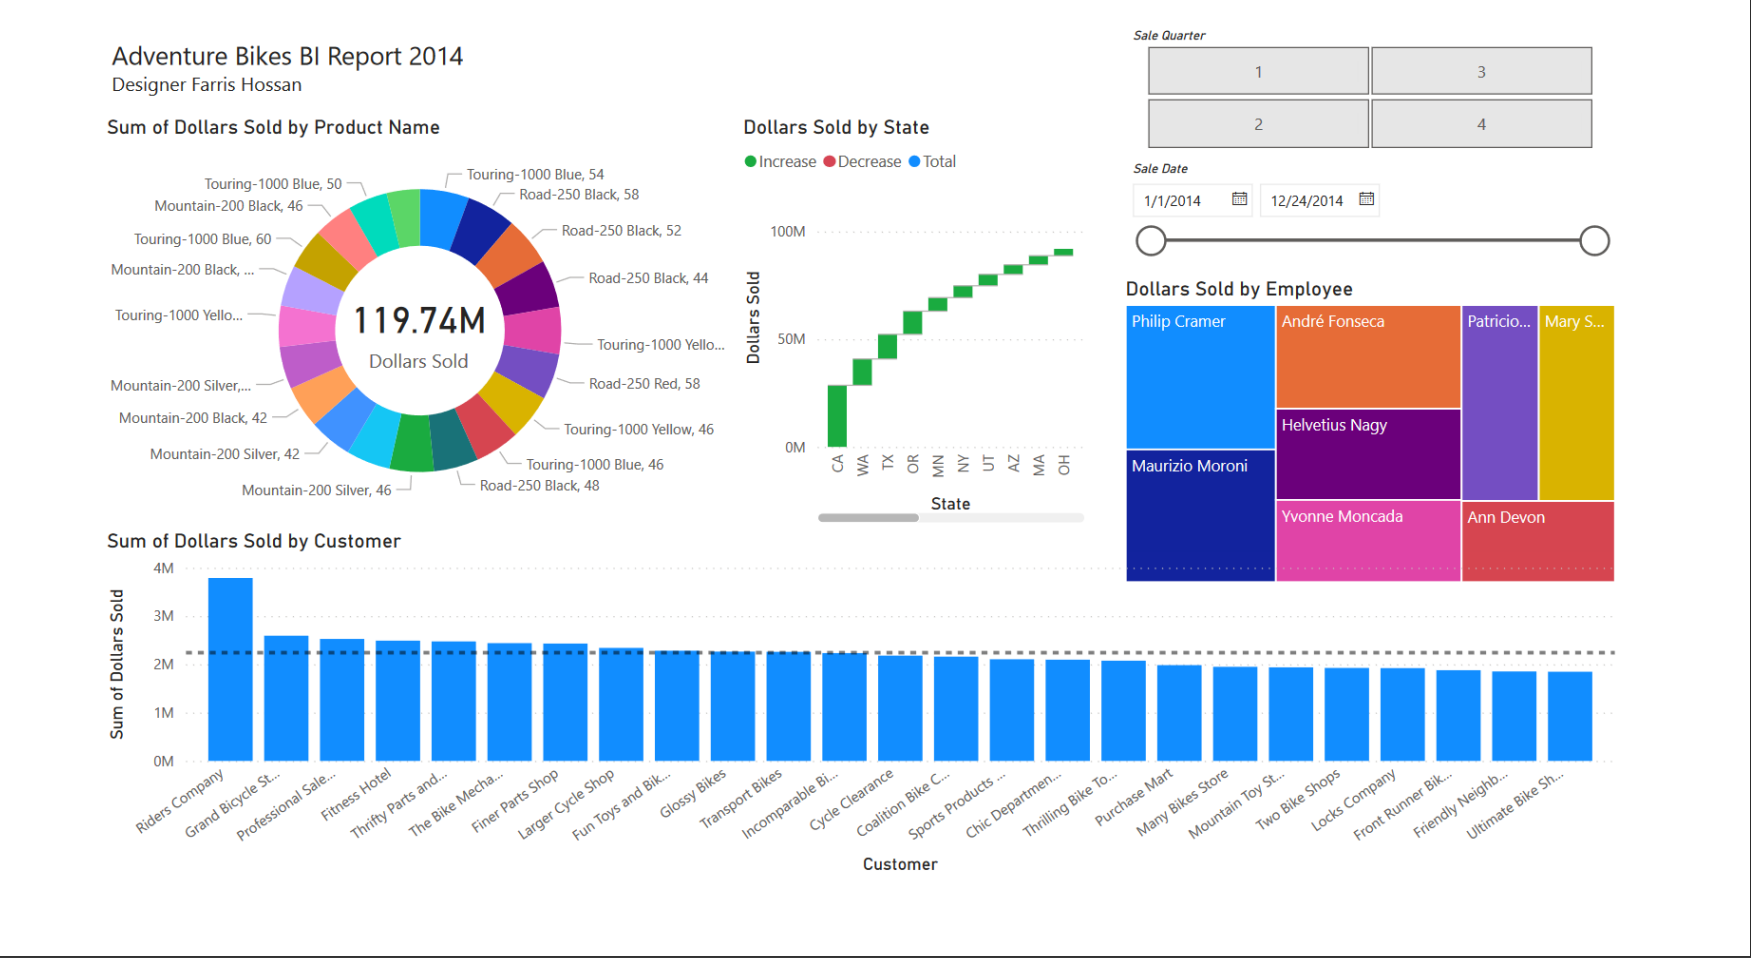 Adventure Bikes BI Report 2014
Designer Farris Hossan
Sum of Dollars Sold by Product Name
Touring-1000 Blue, 54
Road-250 Black, 58
Road-250 Black, 52
Road-250 Black, 44
Touring-1000 Yello...
Road-250 Red, 58
Touring-1000 Yellow, 46
Touring-1000 Blue, 46
Road-250 Black, 48
Mountain-200 Silver, 46
Mountain-200 Silver, 42
Mountain-200 Black, 42
Mountain-200 Silver,...
Touring-1000 Yello...
Mountain-200 Black, ...
Touring-1000 Blue, 60
Mountain-200 Black, 46
Touring-1000 Blue, 50
119.74M
Dollars Sold
Dollars Sold by State
Increase Decrease Total
Dollars Sold
100M
50M
0M
CA WA TX OR MN NY UT AZ MA OH
State
Sale Quarter
1 3
2 4
Sale Date
1/1/2014 12/24/2014
Dollars Sold by Employee
Philip Cramer
Maurizio Moroni
André Fonseca
Helvetius Nagy
Yvonne Moncada
Patricio...
Mary S...
Ann Devon
Sum of Dollars Sold by Customer
Sum of Dollars Sold
4M
3M
2M
1M
0M
Riders Company
Grand Bicycle St...
Professional Sale...
Fitness Hotel
Thrifty Parts and...
The Bike Mecha...
Finer Parts Shop
Larger Cycle Shop
Fun Toys and Bik...
Glossy Bikes
Transport Bikes
Incomparable Bi...
Cycle Clearance
Coalition Bike C...
Sports Products ...
Chic Departmen...
Thrilling Bike To...
Purchase Mart
Many Bikes Store
Mountain Toy St...
Two Bike Shops
Locks Company
Front Runner Bik...
Friendly Neighb...
Ultimate Bike Sh...
Customer